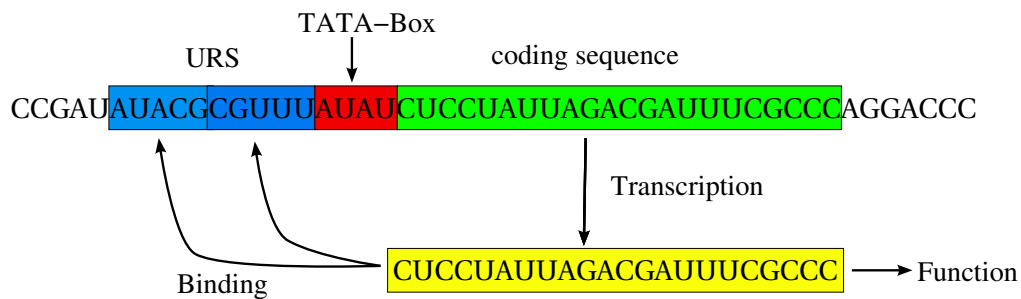 TATA−Box
URS
coding sequence
CCGAUAUACGCGUUUAUAUCUCCUAUUAGACGAUUUCGCCCAGGACCC
Transcription
CUCCUAUUAGACGAUUUCGCCC
Function
Binding